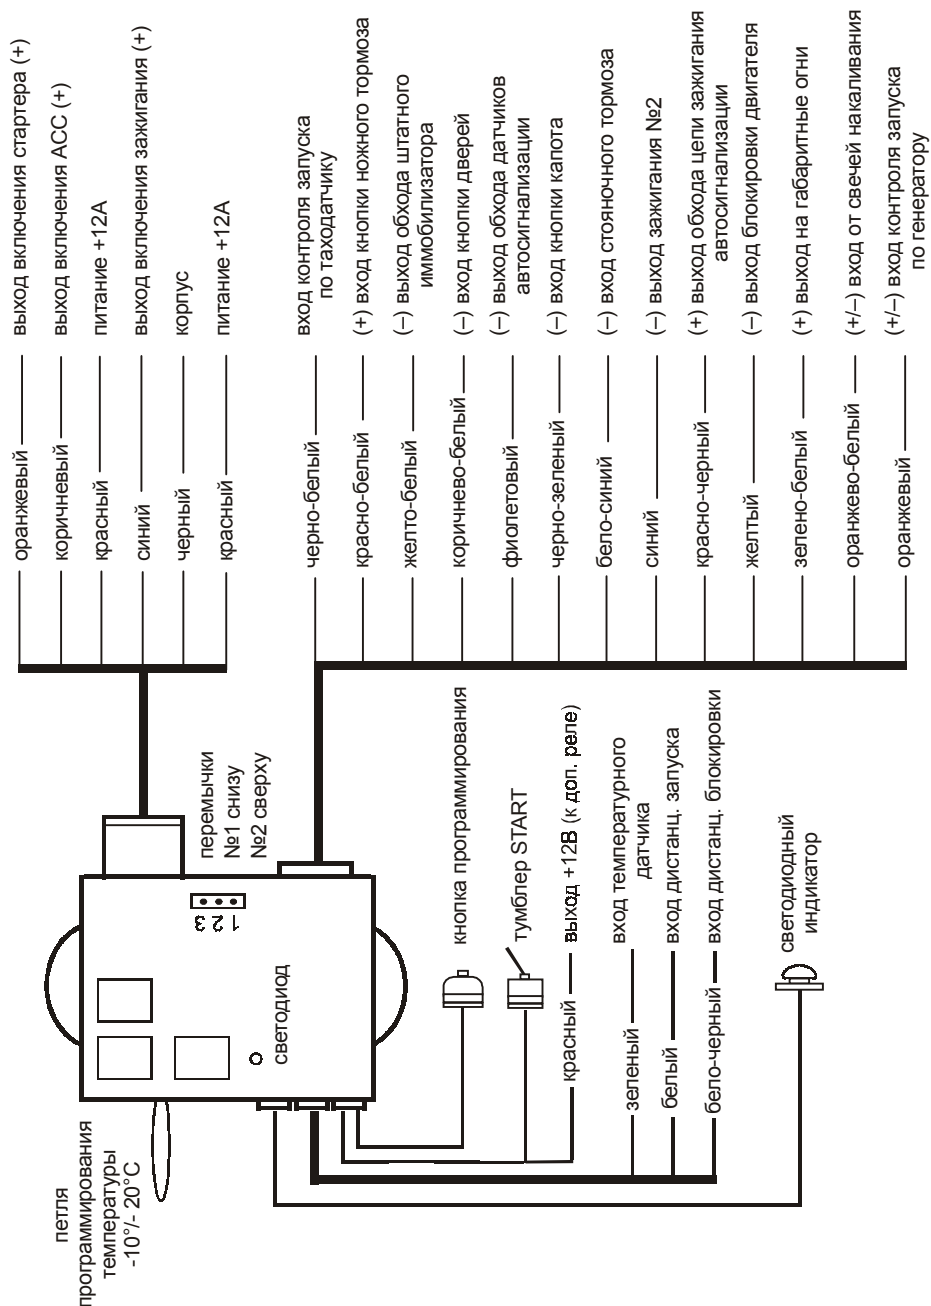 оранжевый
выход включения стартера (+)
коричневый
выход включения АСС (+)
красный
питание +12А
синий
выход включения зажигания (+)
черный
корпус
красный
питание +12А
черно-белый
вход контроля запуска
по таходатчику
красно-белый
(+) вход кнопки ножного тормоза
желто-белый
(–) выход обхода штатного
иммобилизатора
коричнево-белый
(–) вход кнопки дверей
фиолетовый
(–) выход обхода датчиков
автосигнализации
черно-зеленый
(–) вход кнопки капота
бело-синий
(–) вход стояночного тормоза
синий
(–) выход зажигания №2
красно-черный
(+) выход обхода цепи зажигания
автосигнализации
желтый
(–) выход блокировки двигателя
зелено-белый
(+) выход на габаритные огни
оранжево-белый
(+/–) вход от свечей накаливания
оранжевый
(+/–) вход контроля запуска
по генератору
перемычки
№1 снизу
№2 сверху
1 2 3
светодиод
петля
программирования
температуры
-10°/- 20°С
кнопка программирования
тумблер START
красный
выход +12В (к доп. реле)
зеленый
вход температурного
датчика
белый
вход дистанц. запуска
бело-черный
вход дистанц. блокировки
светодиодный
индикатор